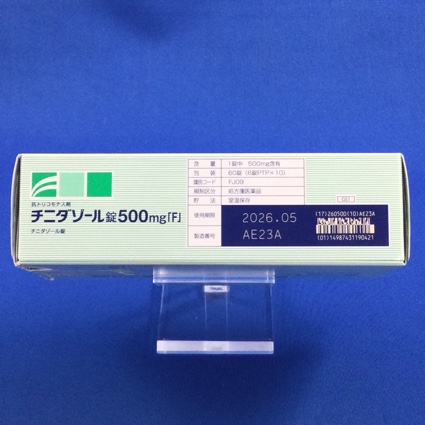 抗トリコモナス剤
チニダゾール錠500mg「F」
チニダゾール錠
含 量 1錠中 500mg含有
包 装 60錠(6錠PTP×10)
識別コード FJ09
規制区分 処方箋医薬品
貯 法 室温保存
使用期限 2026.05
製造番号 AE23A
(17)260500(10)AE23A
(01)14987431190421